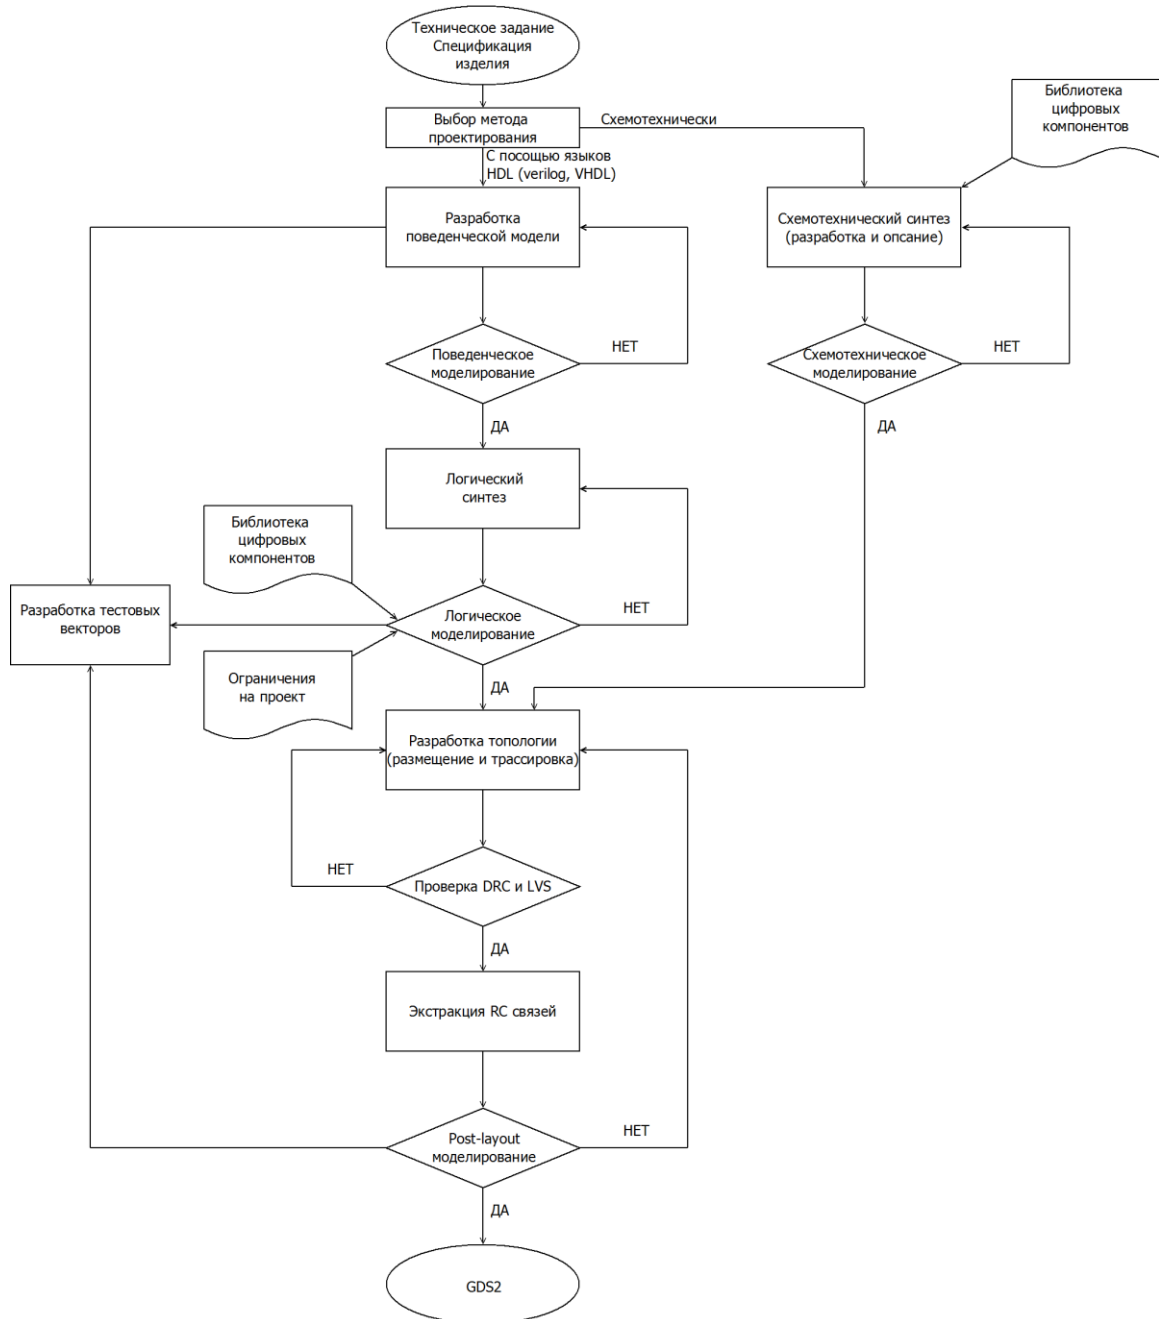 Техническое задание
Спецификация
изделия
Выбор метода
проектирования
Схемотехнически
Библиотека
цифровых
компонентов
С посощью языков
HDL (verilog, VHDL)
Разработка
поведенческой модели
Схемотехнический синтез
(разработка и опсание)
Поведенческое
моделирование
НЕТ
Схемотехническое
моделирование
НЕТ
ДА
ДА
Логический
синтез
Библиотека
цифровых
компонентов
Разработка тестовых
векторов
Логическое
моделирование
НЕТ
Ограничения
на проект
ДА
Разработка топологии
(размещение и трассировка)
НЕТ
Проверка DRC и LVS
ДА
Экстракция RC связей
Post-layout
моделирование
НЕТ
ДА
GDS2